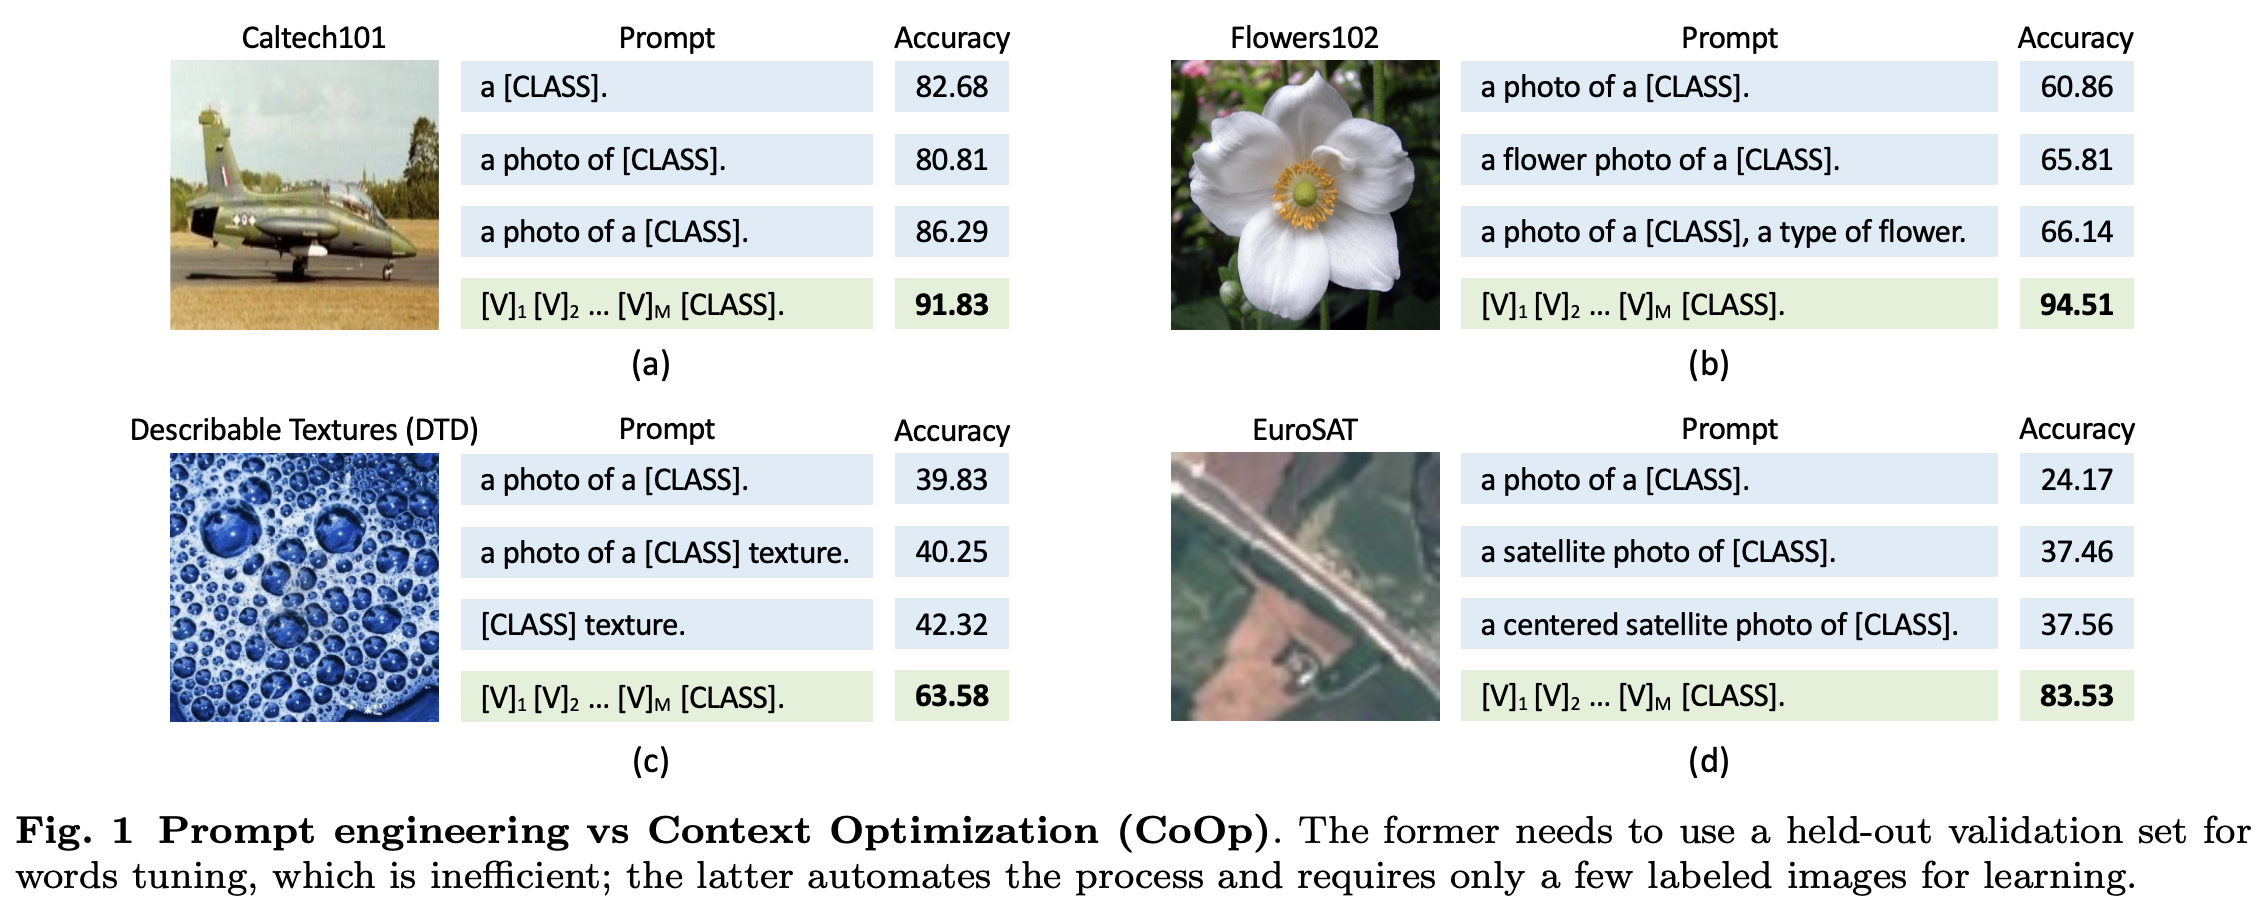 Caltech101 Prompt Accuracy
a [CLASS]. 82.68
a photo of [CLASS]. 80.81
a photo of a [CLASS]. 86.29
[V]₁ [V]₂ ... [V]M [CLASS]. 91.83
(a)
Flowers102 Prompt Accuracy
a photo of a [CLASS]. 60.86
a flower photo of a [CLASS]. 65.81
a photo of a [CLASS], a type of flower. 66.14
[V]₁ [V]₂ ... [V]M [CLASS]. 94.51
(b)
Describable Textures (DTD) Prompt Accuracy
a photo of a [CLASS]. 39.83
a photo of a [CLASS] texture. 40.25
[CLASS] texture. 42.32
[V]₁ [V]₂ ... [V]M [CLASS]. 63.58
(c)
EuroSAT Prompt Accuracy
a photo of a [CLASS]. 24.17
a satellite photo of [CLASS]. 37.46
a centered satellite photo of [CLASS]. 37.56
[V]₁ [V]₂ ... [V]M [CLASS]. 83.53
(d)
Fig. 1 Prompt engineering vs Context Optimization (CoOp). The former needs to use a held-out validation set for
words tuning, which is inefficient; the latter automates the process and requires only a few labeled images for learning.